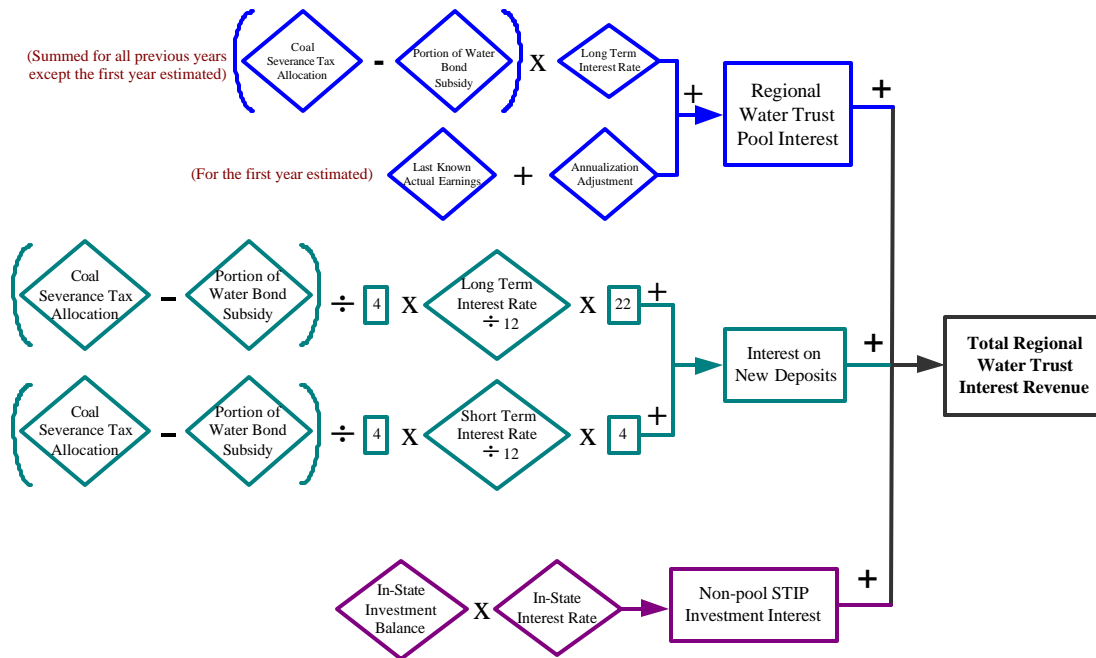 (Summed for all previous years
except the first year estimated)
(
Coal
Severance Tax
Allocation
-
Portion of Water
Bond
Subsidy
)
X
Long Term
Interest Rate
+
Regional
Water Trust
Pool Interest
+
(For the first year estimated)
Last Known
Actual Earnings
+
Annualization
Adjustment
(
Coal
Severance Tax
Allocation
-
Portion of
Water Bond
Subsidy
)
÷
4
X
Long Term
Interest Rate
÷ 12
X
22
+
Interest on
New Deposits
+
Total Regional
Water Trust
Interest Revenue
(
Coal
Severance Tax
Allocation
-
Portion of
Water Bond
Subsidy
)
÷
4
X
Short Term
Interest Rate
÷ 12
X
4
+
In-State
Investment
Balance
X
In-State
Interest Rate
Non-pool STIP
Investment Interest
+